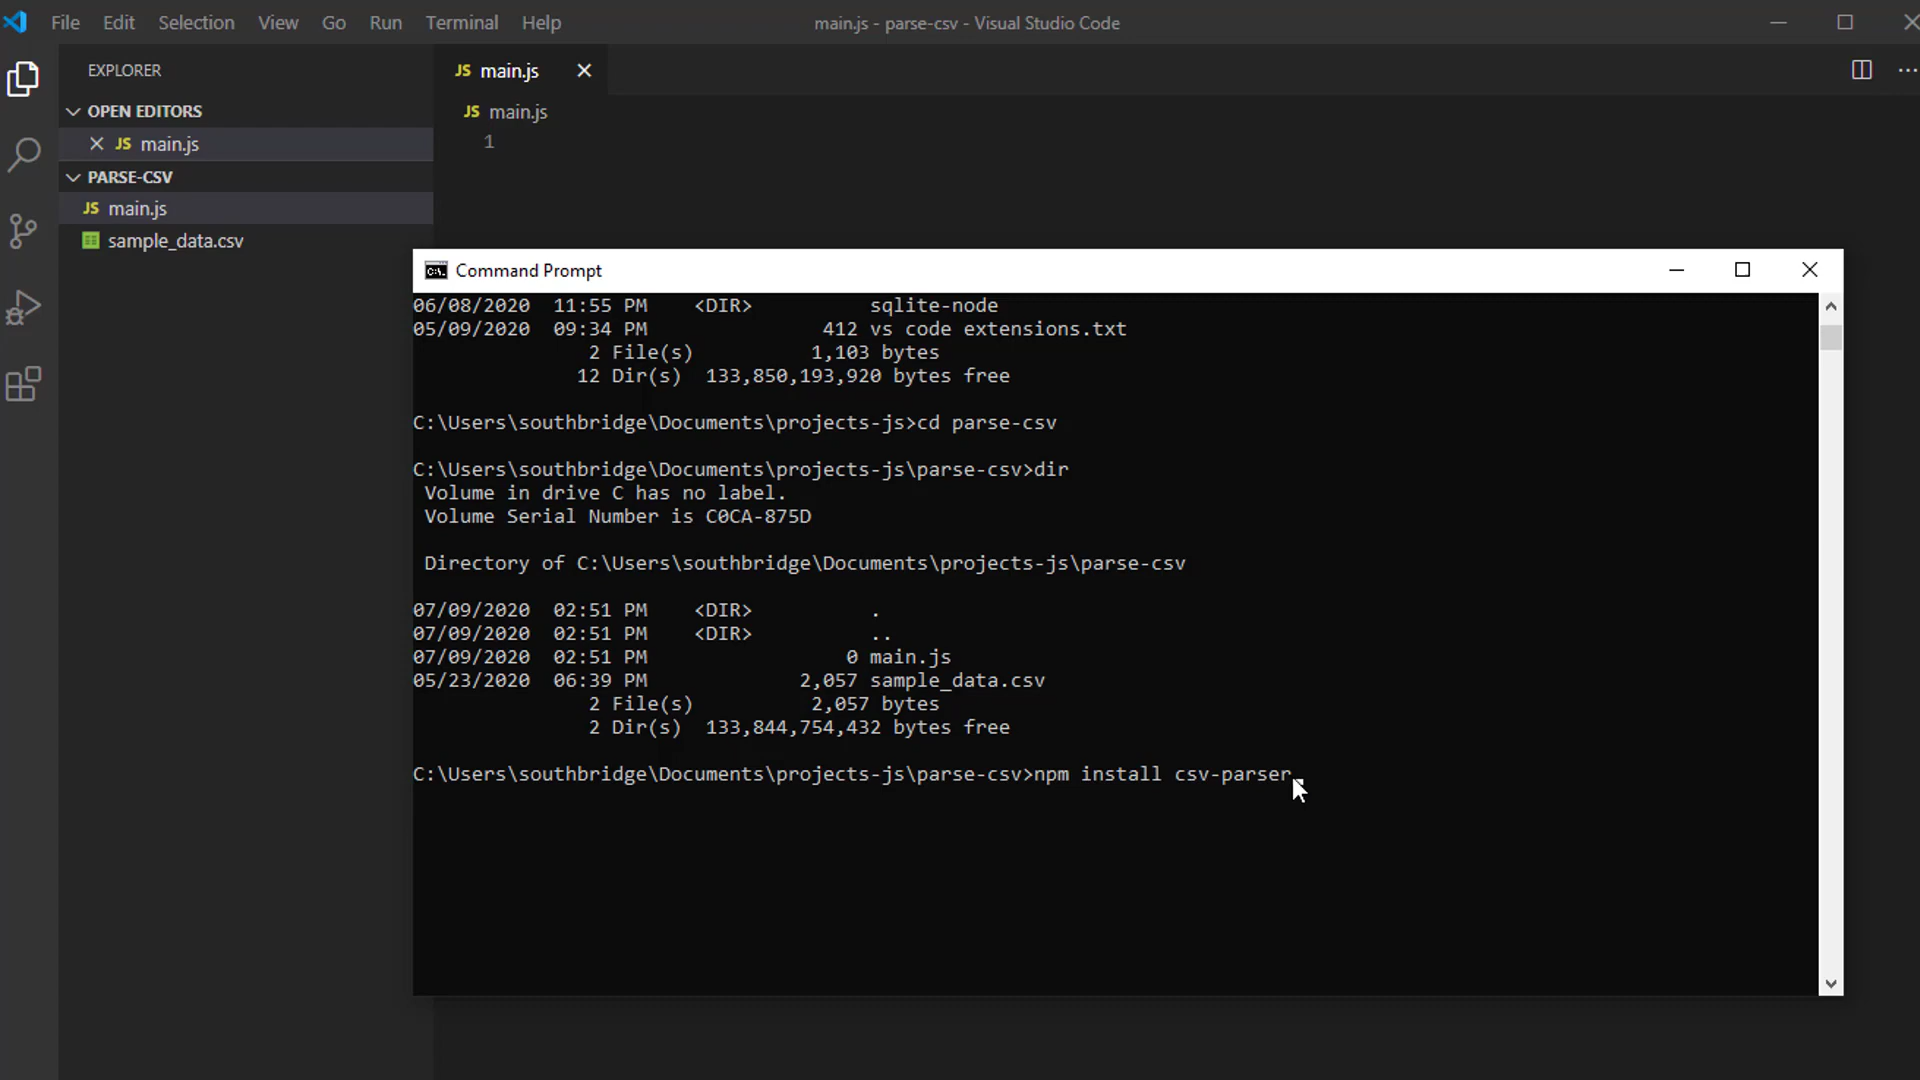 File Edit Selection View Go Run Terminal Help
main.js - parse-csv - Visual Studio Code
EXPLORER
OPEN EDITORS
JS main.js
PARSE-CSV
JS main.js
sample_data.csv
JS main.js
JS main.js
1
C:\. Command Prompt
06/08/2020  11:55 PM    <DIR>          sqlite-node
05/09/2020  09:34 PM               412 vs code extensions.txt
2 File(s)          1,103 bytes
12 Dir(s)  133,850,193,920 bytes free
C:\Users\southbridge\Documents\projects-js>cd parse-csv
C:\Users\southbridge\Documents\projects-js\parse-csv>dir
Volume in drive C has no label.
Volume Serial Number is C0CA-875D
Directory of C:\Users\southbridge\Documents\projects-js\parse-csv
07/09/2020  02:51 PM    <DIR>          .
07/09/2020  02:51 PM    <DIR>          ..
07/09/2020  02:51 PM                 0 main.js
05/23/2020  06:39 PM             2,057 sample_data.csv
2 File(s)          2,057 bytes
2 Dir(s)  133,844,754,432 bytes free
C:\Users\southbridge\Documents\projects-js\parse-csv>npm install csv-parser